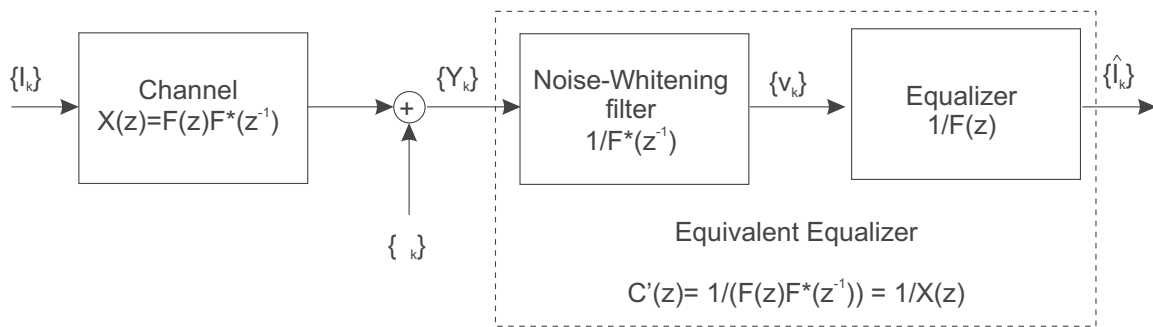 {I_k}
Channel
X(z)=F(z)F*(z⁻¹)
+
{Y_k}
{ _k}
Noise-Whitening
filter
1/F*(z⁻¹)
{v_k}
Equalizer
1/F(z)
{Î_k}
Equivalent Equalizer
C’(z)= 1/(F(z)F*(z⁻¹)) = 1/X(z)